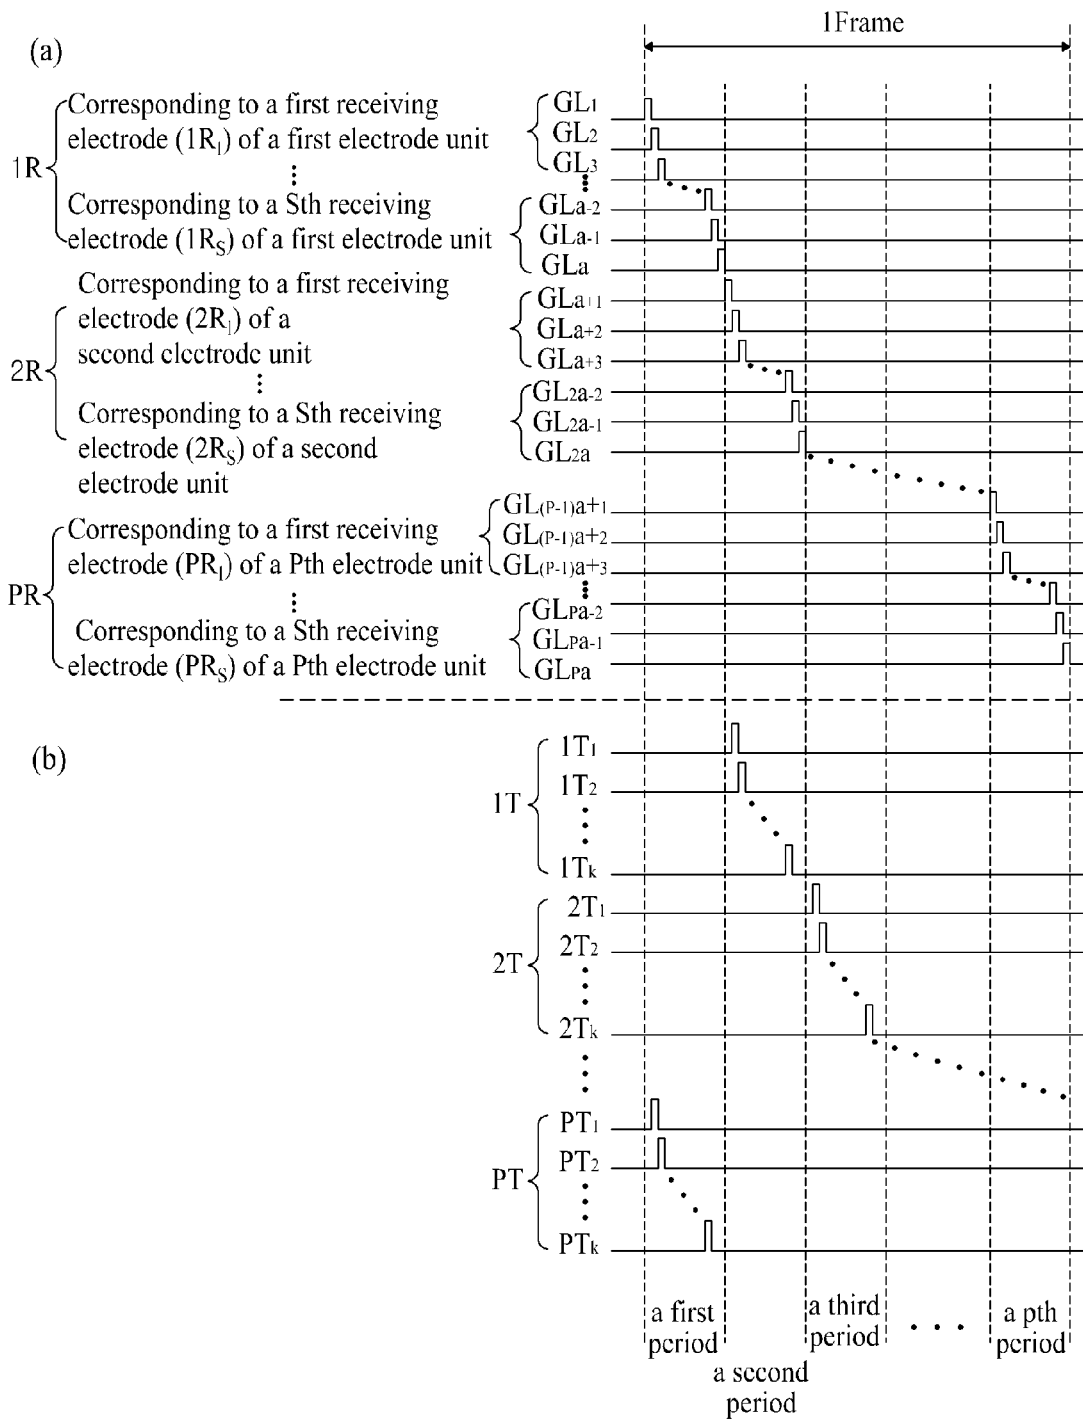 1Frame
(a)
Corresponding to a first receiving
electrode (1R1) of a first electrode unit
1R
Corresponding to a Sth receiving
electrode (1RS) of a first electrode unit
GL1
GL2
GL3
GLa-2
GLa-1
GLa
Corresponding to a first receiving
electrode (2R1) of a
second electrode unit
2R
Corresponding to a Sth receiving
electrode (2RS) of a second
electrode unit
GLa+1
GLa+2
GLa+3
GL2a-2
GL2a-1
GL2a
Corresponding to a first receiving
electrode (PR1) of a Pth electrode unit
PR
Corresponding to a Sth receiving
electrode (PRS) of a Pth electrode unit
GL(P-1)a+1
GL(P-1)a+2
GL(P-1)a+3
GLPa-2
GLPa-1
GLPa
(b)
1T
1T1
1T2
1Tk
2T
2T1
2T2
2Tk
PT
PT1
PT2
PTk
a first
period
a second
period
a third
period
a pth
period